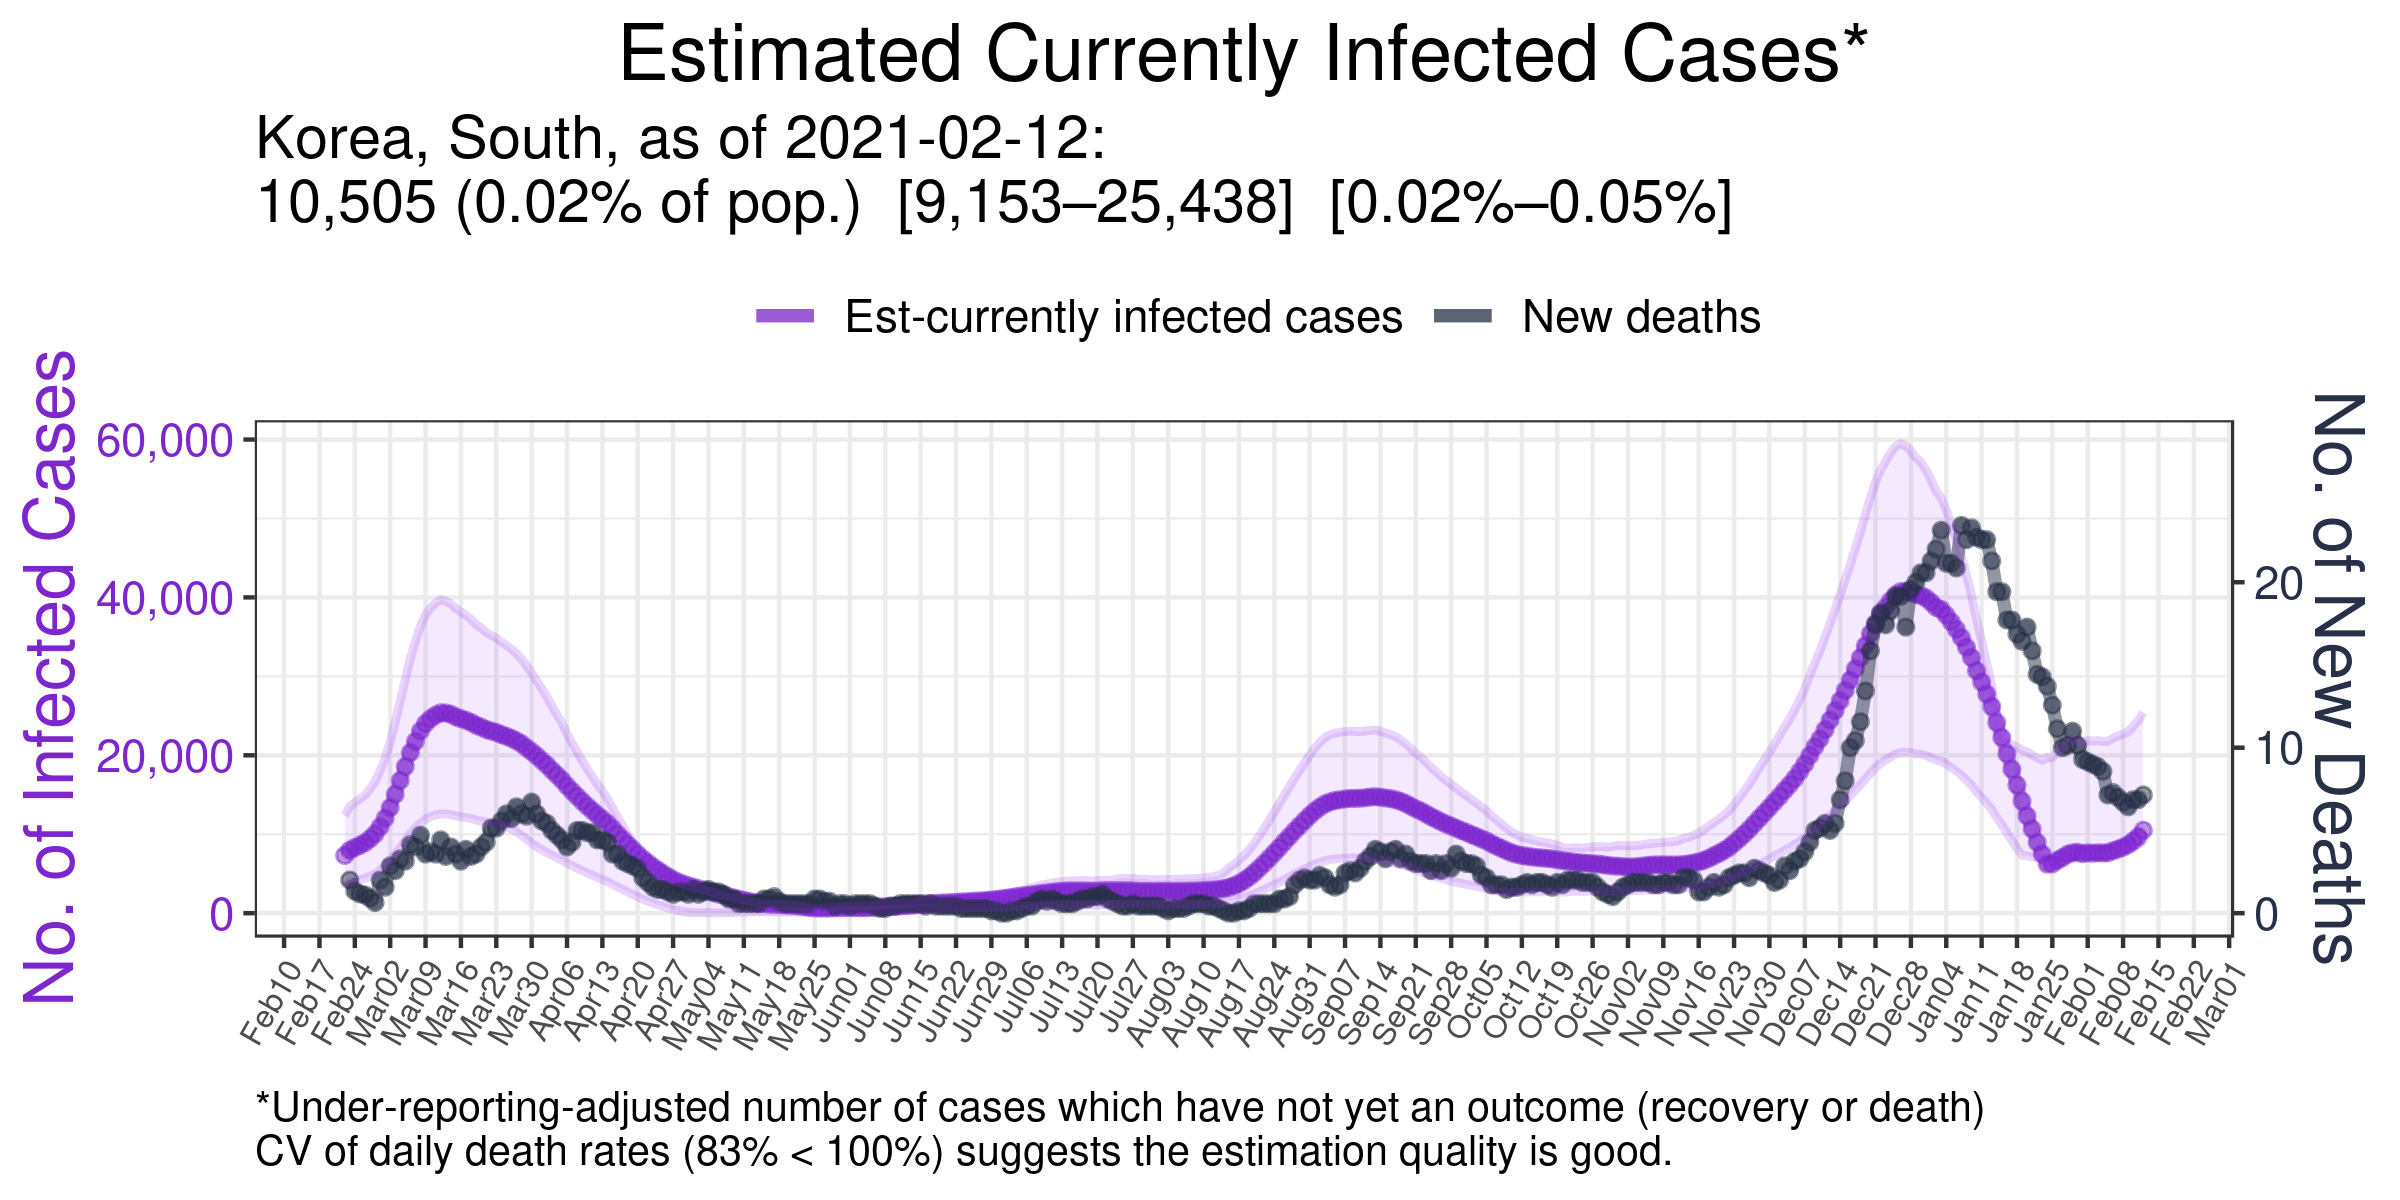 Estimated Currently Infected Cases*
Korea, South, as of 2021-02-12:
10,505 (0.02% of pop.) [9,153–25,438] [0.02%–0.05%]
Est-currently infected cases New deaths
No. of Infected Cases
60,000
40,000
20,000
0
20
10
0
No. of New Deaths
Feb10 Feb17 Feb24 Mar02 Mar09 Mar16 Mar23 Mar30 Apr06 Apr13 Apr20 Apr27 May04 May11 May18 May25 Jun01 Jun08 Jun15 Jun22 Jun29 Jul06 Jul13 Jul20 Jul27 Aug03 Aug10 Aug17 Aug24 Aug31 Sep07 Sep14 Sep21 Sep28 Oct05 Oct12 Oct19 Oct26 Nov02 Nov09 Nov16 Nov23 Nov30 Dec07 Dec14 Dec21 Dec28 Jan04 Jan11 Jan18 Jan25 Feb01 Feb08 Feb15 Feb22 Mar01
*Under-reporting-adjusted number of cases which have not yet an outcome (recovery or death)
CV of daily death rates (83% < 100%) suggests the estimation quality is good.